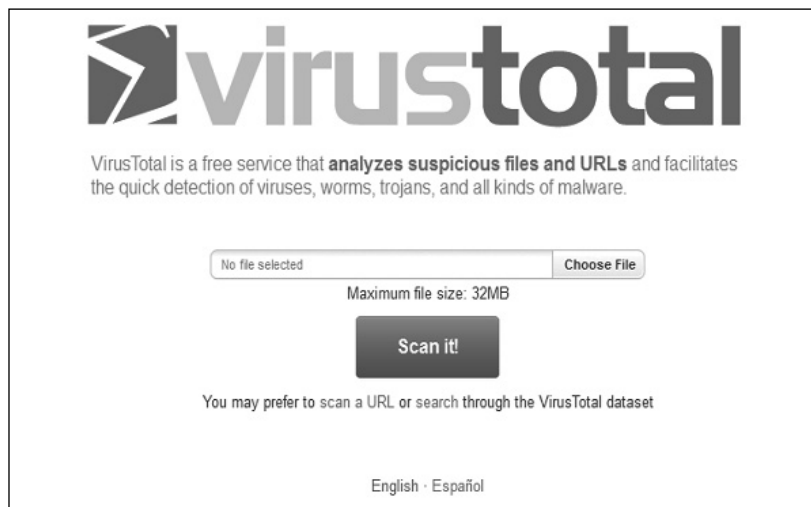 virustotal
VirusTotal is a free service that analyzes suspicious files and URLs and facilitates
the quick detection of viruses, worms, trojans, and all kinds of malware.
No file selected Choose File
Maximum file size: 32MB
Scan it!
You may prefer to scan a URL or search through the VirusTotal dataset
English · Español